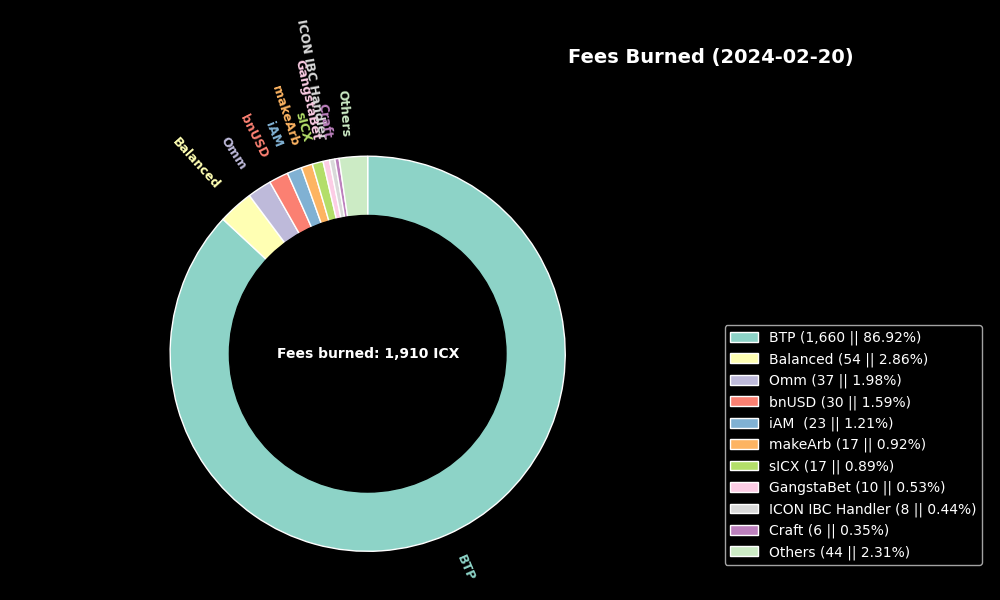 Fees Burned (2024-02-20)
Balanced
Omm
bnUSD
iAM
makeArb
sICX
GangstaBet
ICON IBC Handler
Craft
Others
BTP
Fees burned: 1,910 ICX
BTP (1,660 || 86.92%)
Balanced (54 || 2.86%)
Omm (37 || 1.98%)
bnUSD (30 || 1.59%)
iAM  (23 || 1.21%)
makeArb (17 || 0.92%)
sICX (17 || 0.89%)
GangstaBet (10 || 0.53%)
ICON IBC Handler (8 || 0.44%)
Craft (6 || 0.35%)
Others (44 || 2.31%)